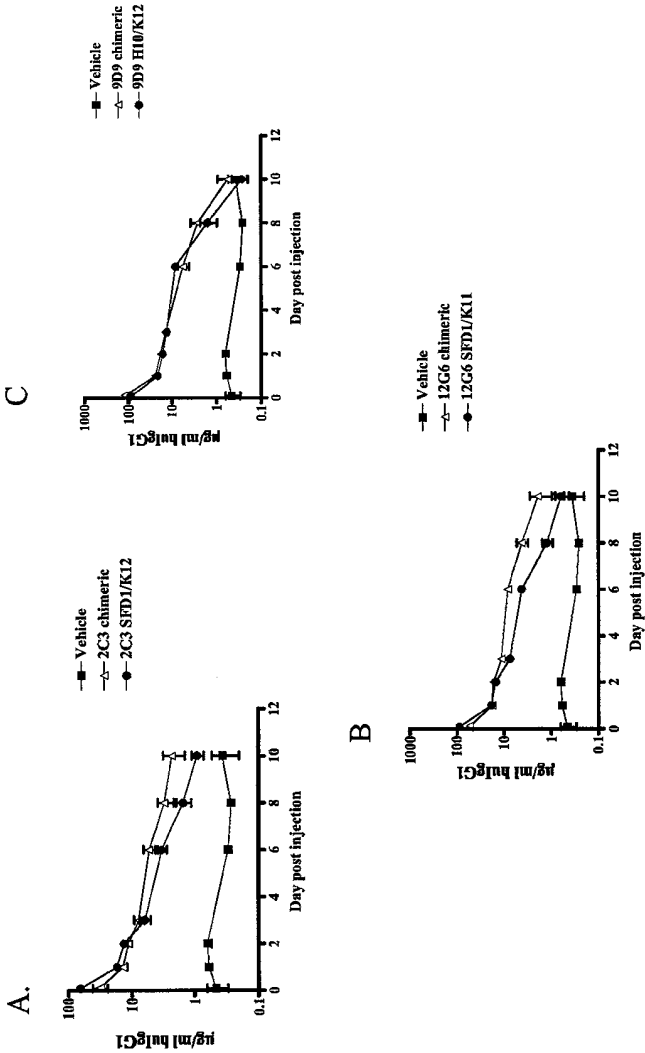 A.
µg/ml huIgG1
100
10
1
0.1
0 2 4 6 8 10 12
Day post injection
Vehicle
2C3 chimeric
2C3 SFD1/K12
B
µg/ml huIgG1
1000
100
10
1
0.1
0 2 4 6 8 10 12
Day post injection
Vehicle
12G6 chimeric
12G6 SFD1/K11
C
µg/ml huIgG1
1000
100
10
1
0.1
0 2 4 6 8 10 12
Day post injection
Vehicle
9D9 chimeric
9D9 H10/K12